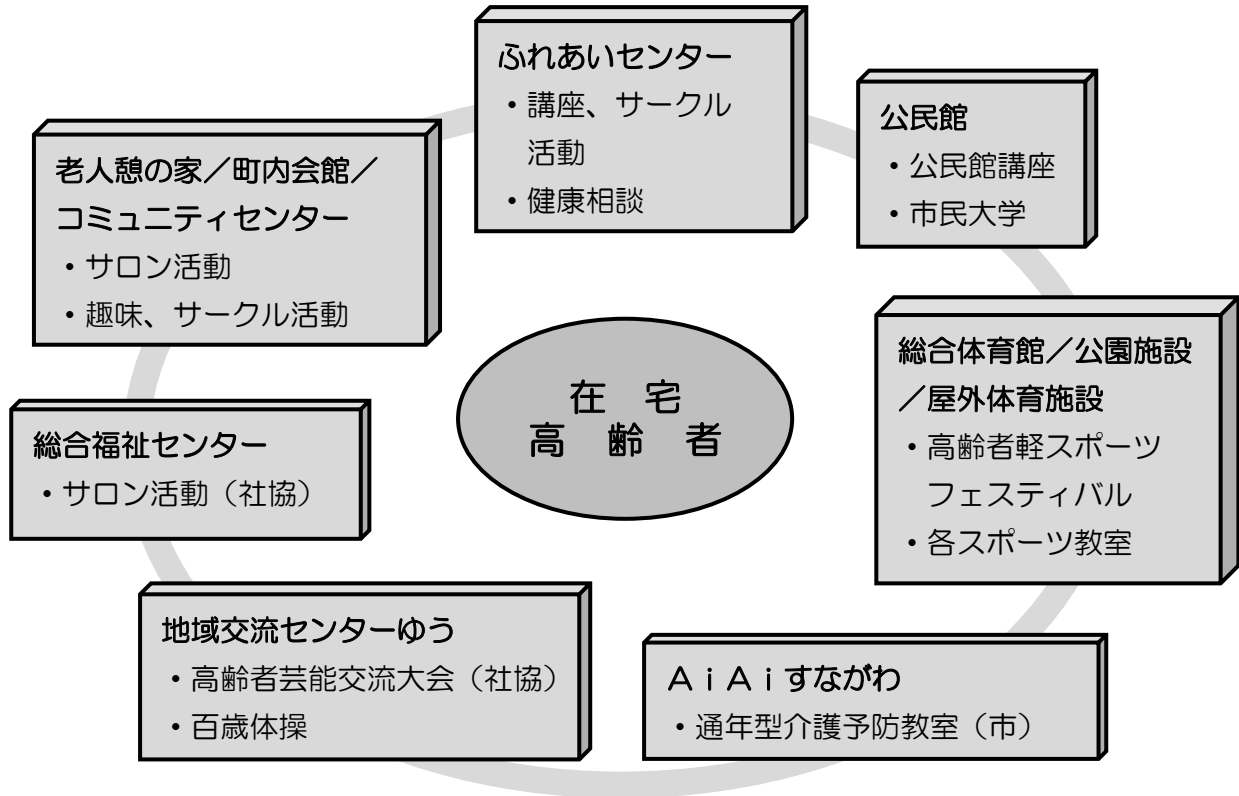 ふれあいセンター
・講座、サークル
活動
・健康相談
公民館
・公民館講座
・市民大学
老人憩の家／町内会館／
コミュニティセンター
・サロン活動
・趣味、サークル活動
総合体育館／公園施設
／屋外体育施設
・高齢者軽スポーツ
フェスティバル
・各スポーツ教室
在　宅
高　齢　者
総合福祉センター
・サロン活動（社協）
地域交流センターゆう
・高齢者芸能交流大会（社協）
・百歳体操
ＡｉＡｉすながわ
・通年型介護予防教室（市）